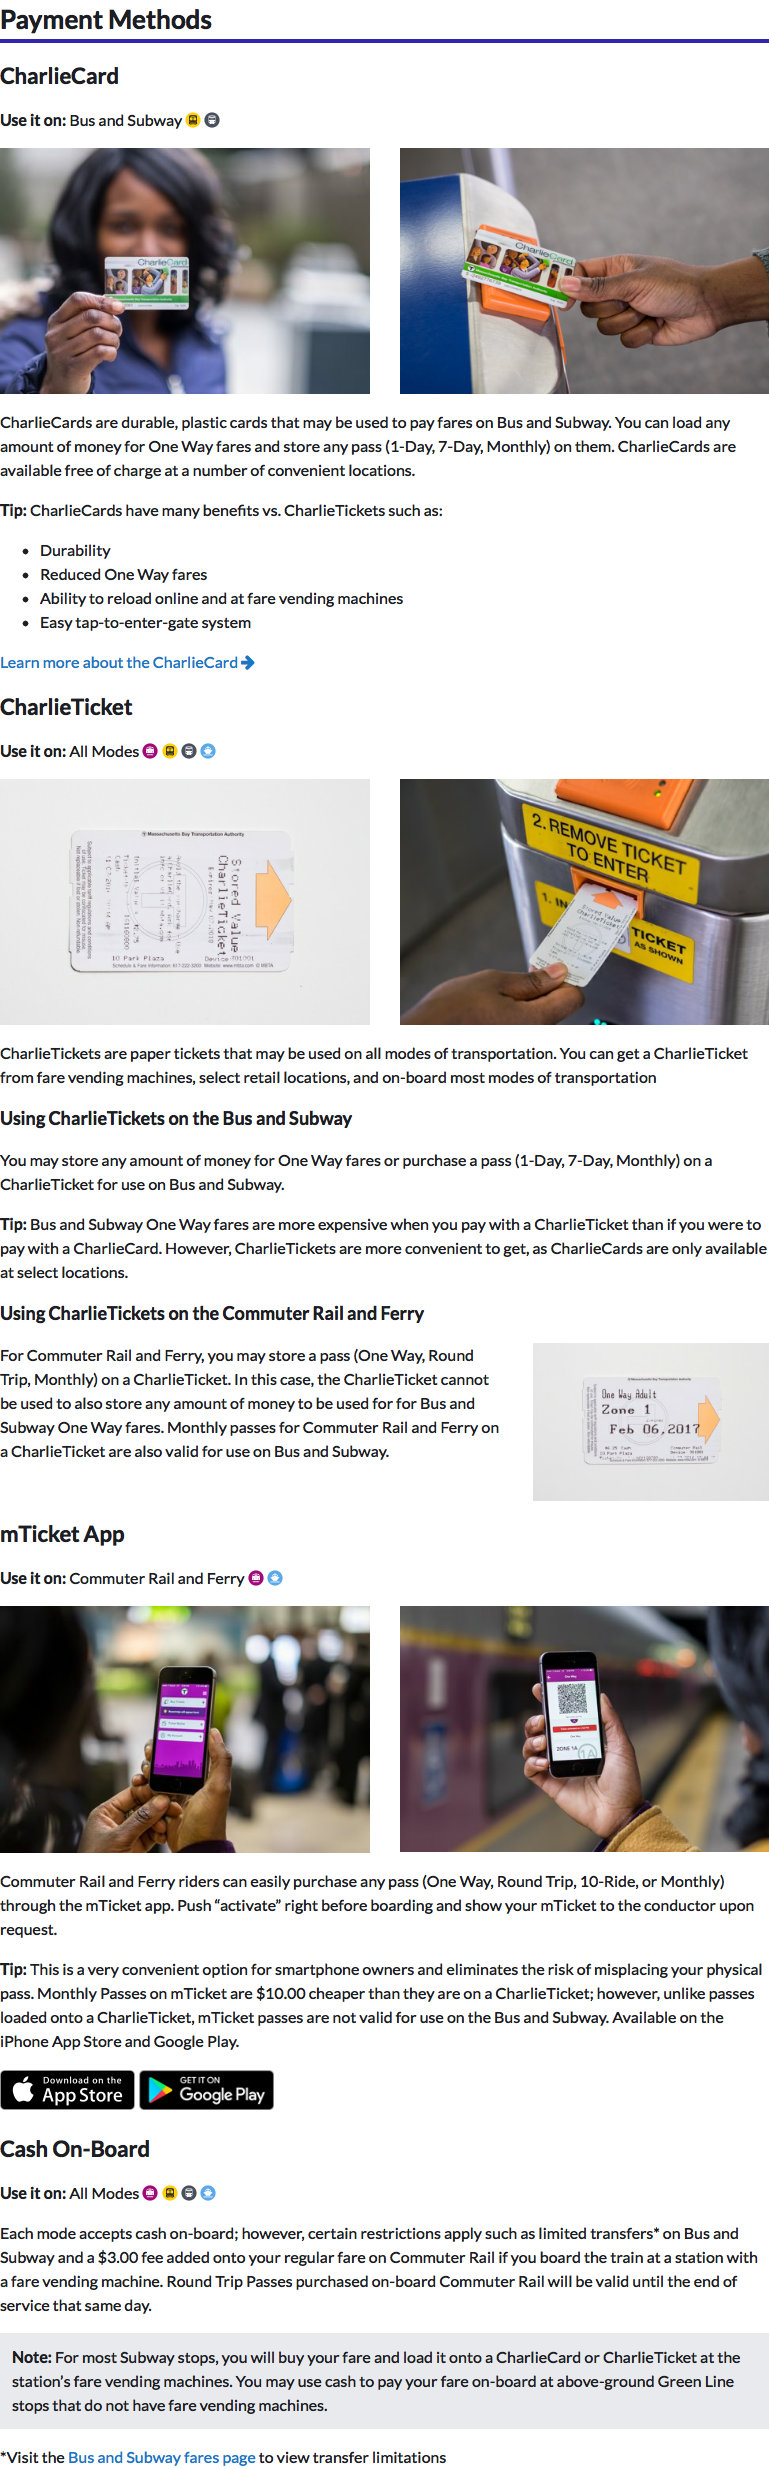 Payment Methods
CharlieCard
Use it on: Bus and Subway
CharlieCard
CharlieCard
CharlieCards are durable, plastic cards that may be used to pay fares on Bus and Subway. You can load any
amount of money for One Way fares and store any pass (1-Day, 7-Day, Monthly) on them. CharlieCards are
available free of charge at a number of convenient locations.
Tip: CharlieCards have many benefits vs. CharlieTickets such as:
• Durability
• Reduced One Way fares
• Ability to reload online and at fare vending machines
• Easy tap-to-enter-gate system
Learn more about the CharlieCard
CharlieTicket
Use it on: All Modes
Massachusetts Bay Transportation Authority
Stored Value
CharlieTicket
10 Park Plaza
2. REMOVE TICKET
TO ENTER
1. IN
TICKET
AS SHOWN
Stored Value
CharlieTicket
CharlieTickets are paper tickets that may be used on all modes of transportation. You can get a CharlieTicket
from fare vending machines, select retail locations, and on-board most modes of transportation
Using CharlieTickets on the Bus and Subway
You may store any amount of money for One Way fares or purchase a pass (1-Day, 7-Day, Monthly) on a
CharlieTicket for use on Bus and Subway.
Tip: Bus and Subway One Way fares are more expensive when you pay with a CharlieTicket than if you were to
pay with a CharlieCard. However, CharlieTickets are more convenient to get, as CharlieCards are only available
at select locations.
Using CharlieTickets on the Commuter Rail and Ferry
For Commuter Rail and Ferry, you may store a pass (One Way, Round
Trip, Monthly) on a CharlieTicket. In this case, the CharlieTicket cannot
be used to also store any amount of money to be used for for Bus and
Subway One Way fares. Monthly passes for Commuter Rail and Ferry on
a CharlieTicket are also valid for use on Bus and Subway.
One Way Adult
Zone 1
Feb 06,2017
mTicket App
Use it on: Commuter Rail and Ferry
ZONE 1A
1A
Commuter Rail and Ferry riders can easily purchase any pass (One Way, Round Trip, 10-Ride, or Monthly)
through the mTicket app. Push “activate” right before boarding and show your mTicket to the conductor upon
request.
Tip: This is a very convenient option for smartphone owners and eliminates the risk of misplacing your physical
pass. Monthly Passes on mTicket are $10.00 cheaper than they are on a CharlieTicket; however, unlike passes
loaded onto a CharlieTicket, mTicket passes are not valid for use on the Bus and Subway. Available on the
iPhone App Store and Google Play.
Download on the
App Store
GET IT ON
Google Play
Cash On-Board
Use it on: All Modes
Each mode accepts cash on-board; however, certain restrictions apply such as limited transfers* on Bus and
Subway and a $3.00 fee added onto your regular fare on Commuter Rail if you board the train at a station with
a fare vending machine. Round Trip Passes purchased on-board Commuter Rail will be valid until the end of
service that same day.
Note: For most Subway stops, you will buy your fare and load it onto a CharlieCard or CharlieTicket at the
station’s fare vending machines. You may use cash to pay your fare on-board at above-ground Green Line
stops that do not have fare vending machines.
*Visit the Bus and Subway fares page to view transfer limitations